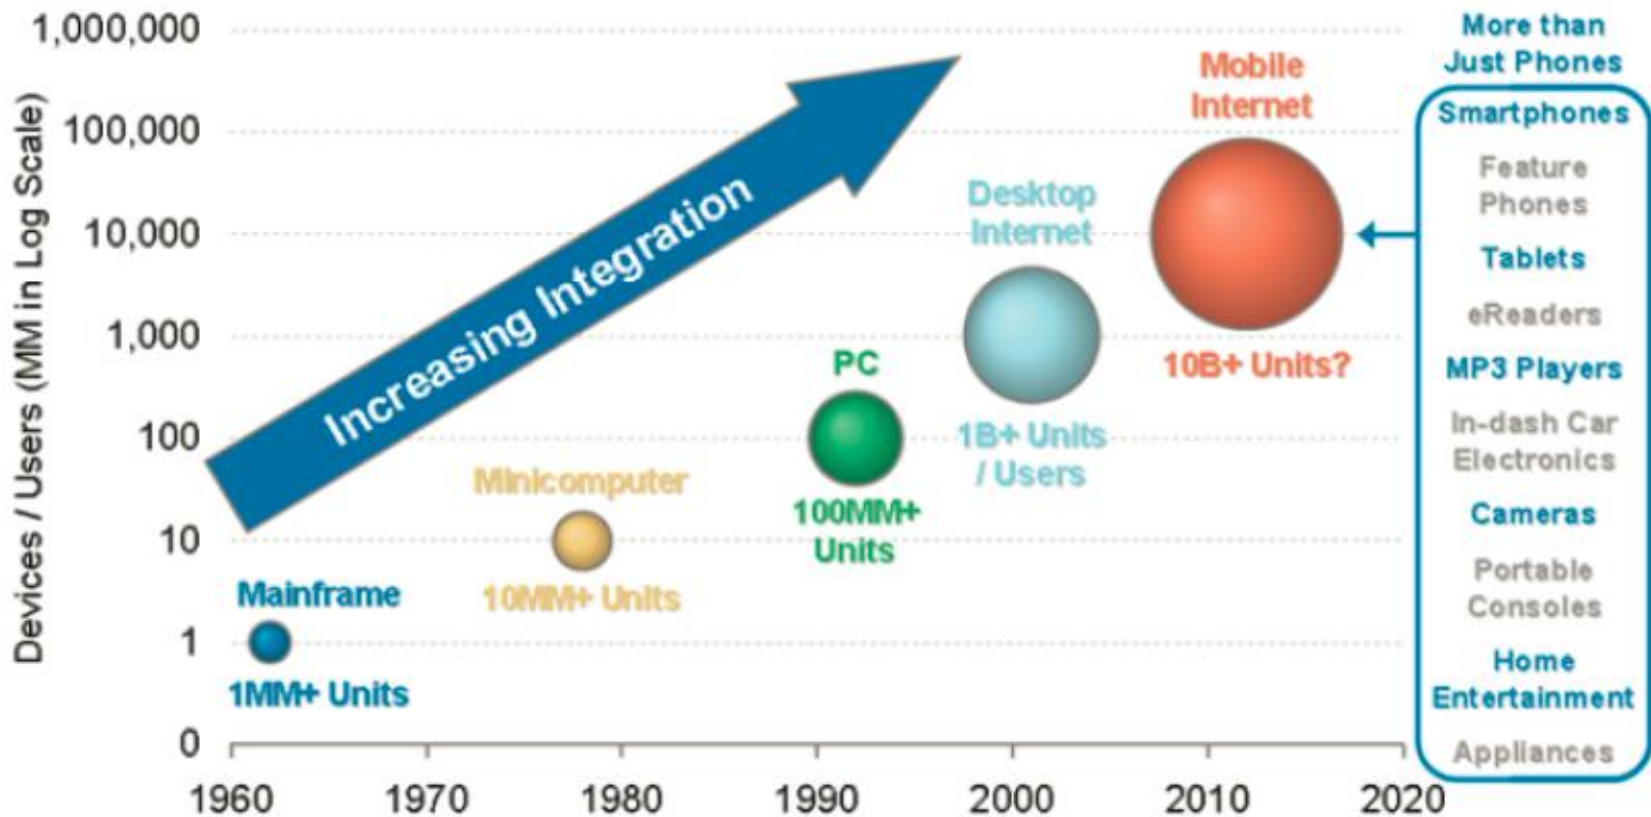 Devices / Users (MM in Log Scale)
1,000,000
100,000
10,000
1,000
100
10
1
0
1960
1970
1980
1990
2000
2010
2020
Increasing Integration
Mainframe
1MM+ Units
Minicomputer
10MM+ Units
PC
100MM+
Units
Desktop
Internet
1B+ Units
/ Users
Mobile
Internet
10B+ Units?
More than
Just Phones
Smartphones
Feature
Phones
Tablets
eReaders
MP3 Players
In-dash Car
Electronics
Cameras
Portable
Consoles
Home
Entertainment
Appliances